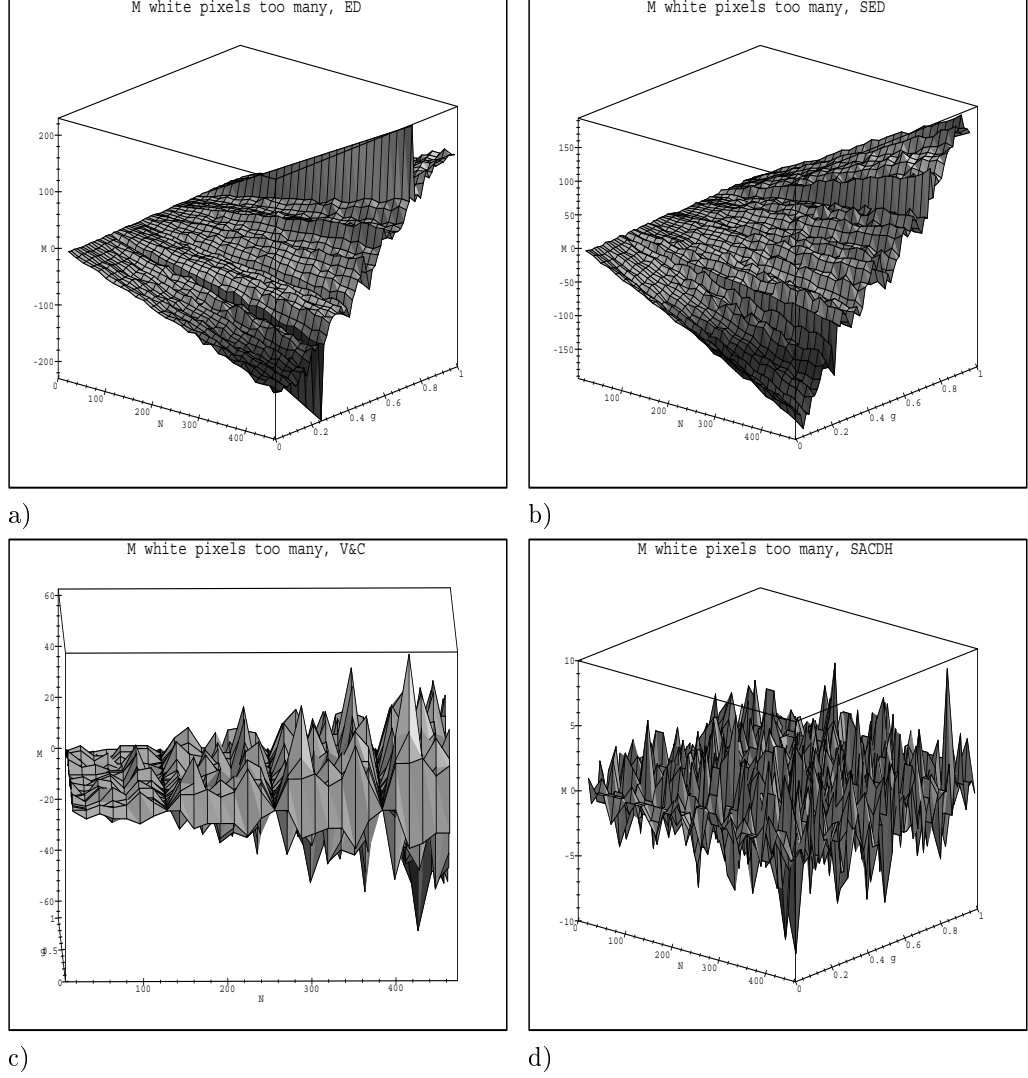 M white pixels too many, ED
200
100
M 0
-100
-200
0
100
200
N
300
400
0
0.2
0.4 g
0.6
0.8
1
a)
M white pixels too many, SED
150
100
50
M 0
-50
-100
-150
100
200
N
300
400
0
0.2
0.4 g
0.6
0.8
1
b)
M white pixels too many, V&C
60
40
20
0
M
-20
-40
-60
1
g0.5
0
100
200
N
300
400
c)
M white pixels too many, SACDH
10
5
M 0
-5
-10
0
100
200
N
300
400
0
0.2
0.4 g
0.6
0.8
1
d)